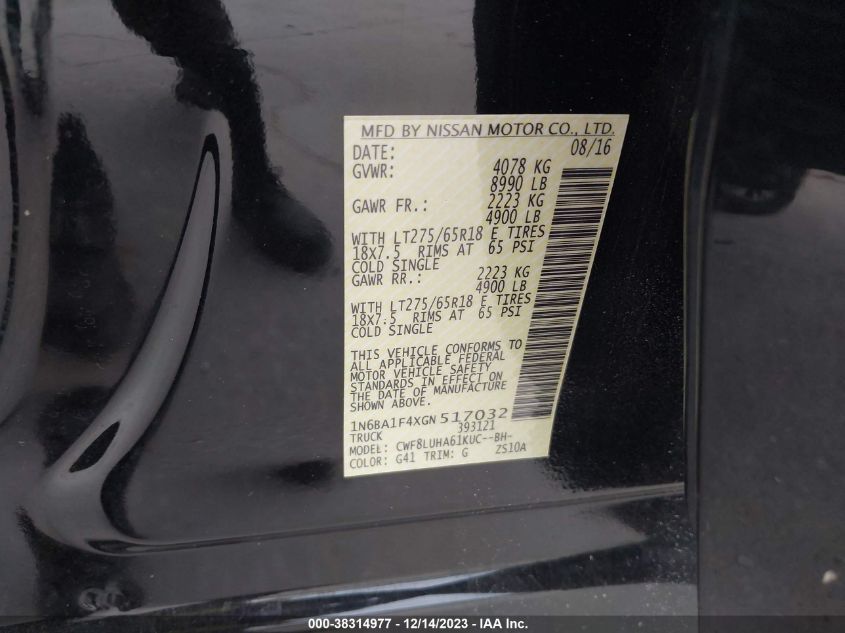 MFD BY NISSAN MOTOR CO., LTD.
DATE: 08/16
GVWR: 4078 KG
8990 LB
GAWR FR.: 2223 KG
4900 LB
WITH LT275/65R18 E TIRES
18X7.5 RIMS AT 65 PSI
COLD SINGLE
GAWR RR.: 2223 KG
4900 LB
WITH LT275/65R18 E TIRES
18X7.5 RIMS AT 65 PSI
COLD SINGLE
THIS VEHICLE CONFORMS TO
ALL APPLICABLE FEDERAL
MOTOR VEHICLE SAFETY
STANDARDS IN EFFECT ON
THE DATE OF MANUFACTURE
SHOWN ABOVE.
1N6BA1F4XGN517032
TRUCK 393121
MODEL: CWF8LUHA61KUC--BH-
COLOR: G41 TRIM: G ZS10A
000-38314977 - 12/14/2023 - IAA Inc.